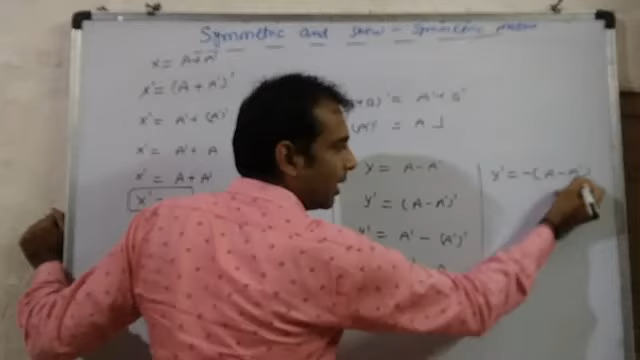 Symmetric and skew - symmetric matrix
X = A + A'
X' = (A + A')'
X' = A' + (A')'
X' = A' + A
X' = A + A'
X' =
+ B)' = A' + B'
(A')' = A
Y = A - A'
Y' = (A - A')'
Y' = A' - (A')'
Y' = -(A - A')